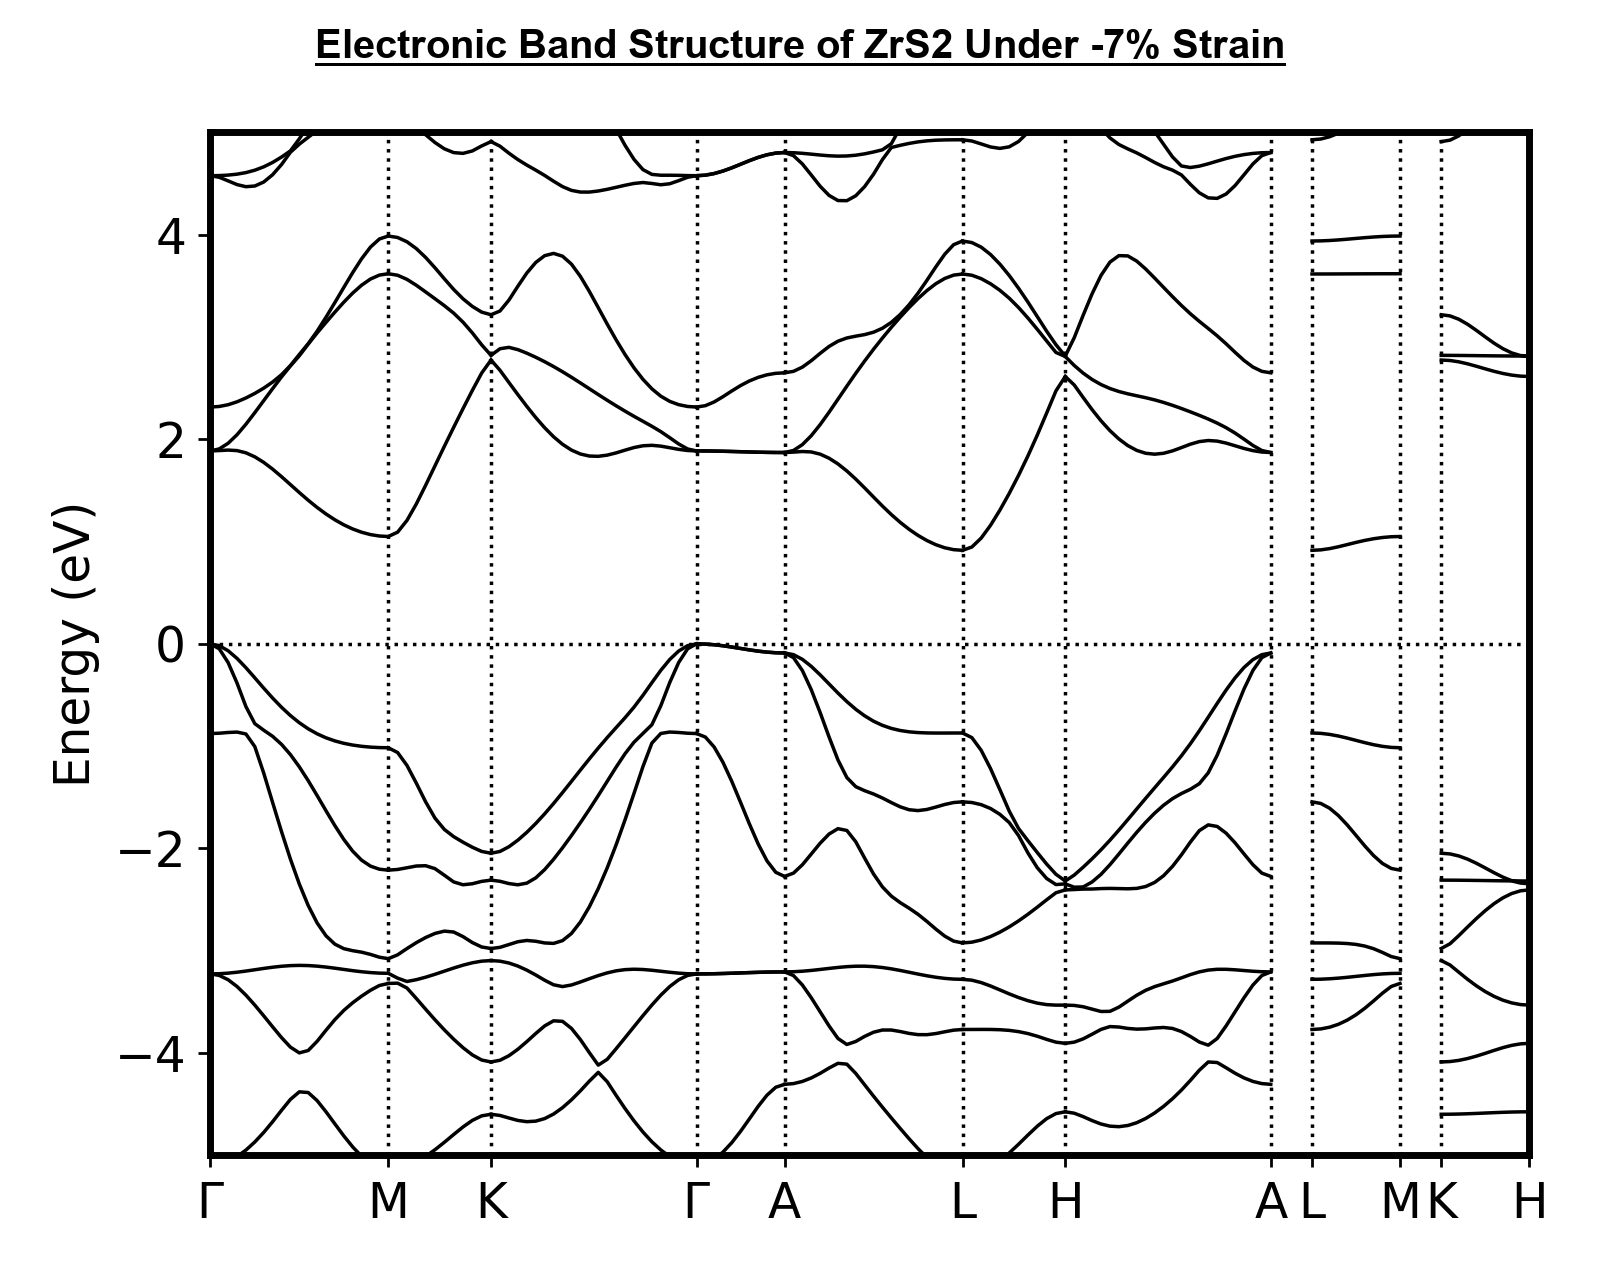 Electronic Band Structure of ZrS2 Under -7% Strain
Energy (eV)
4
2
0
−2
−4
Γ M K Γ A L H A L M K H